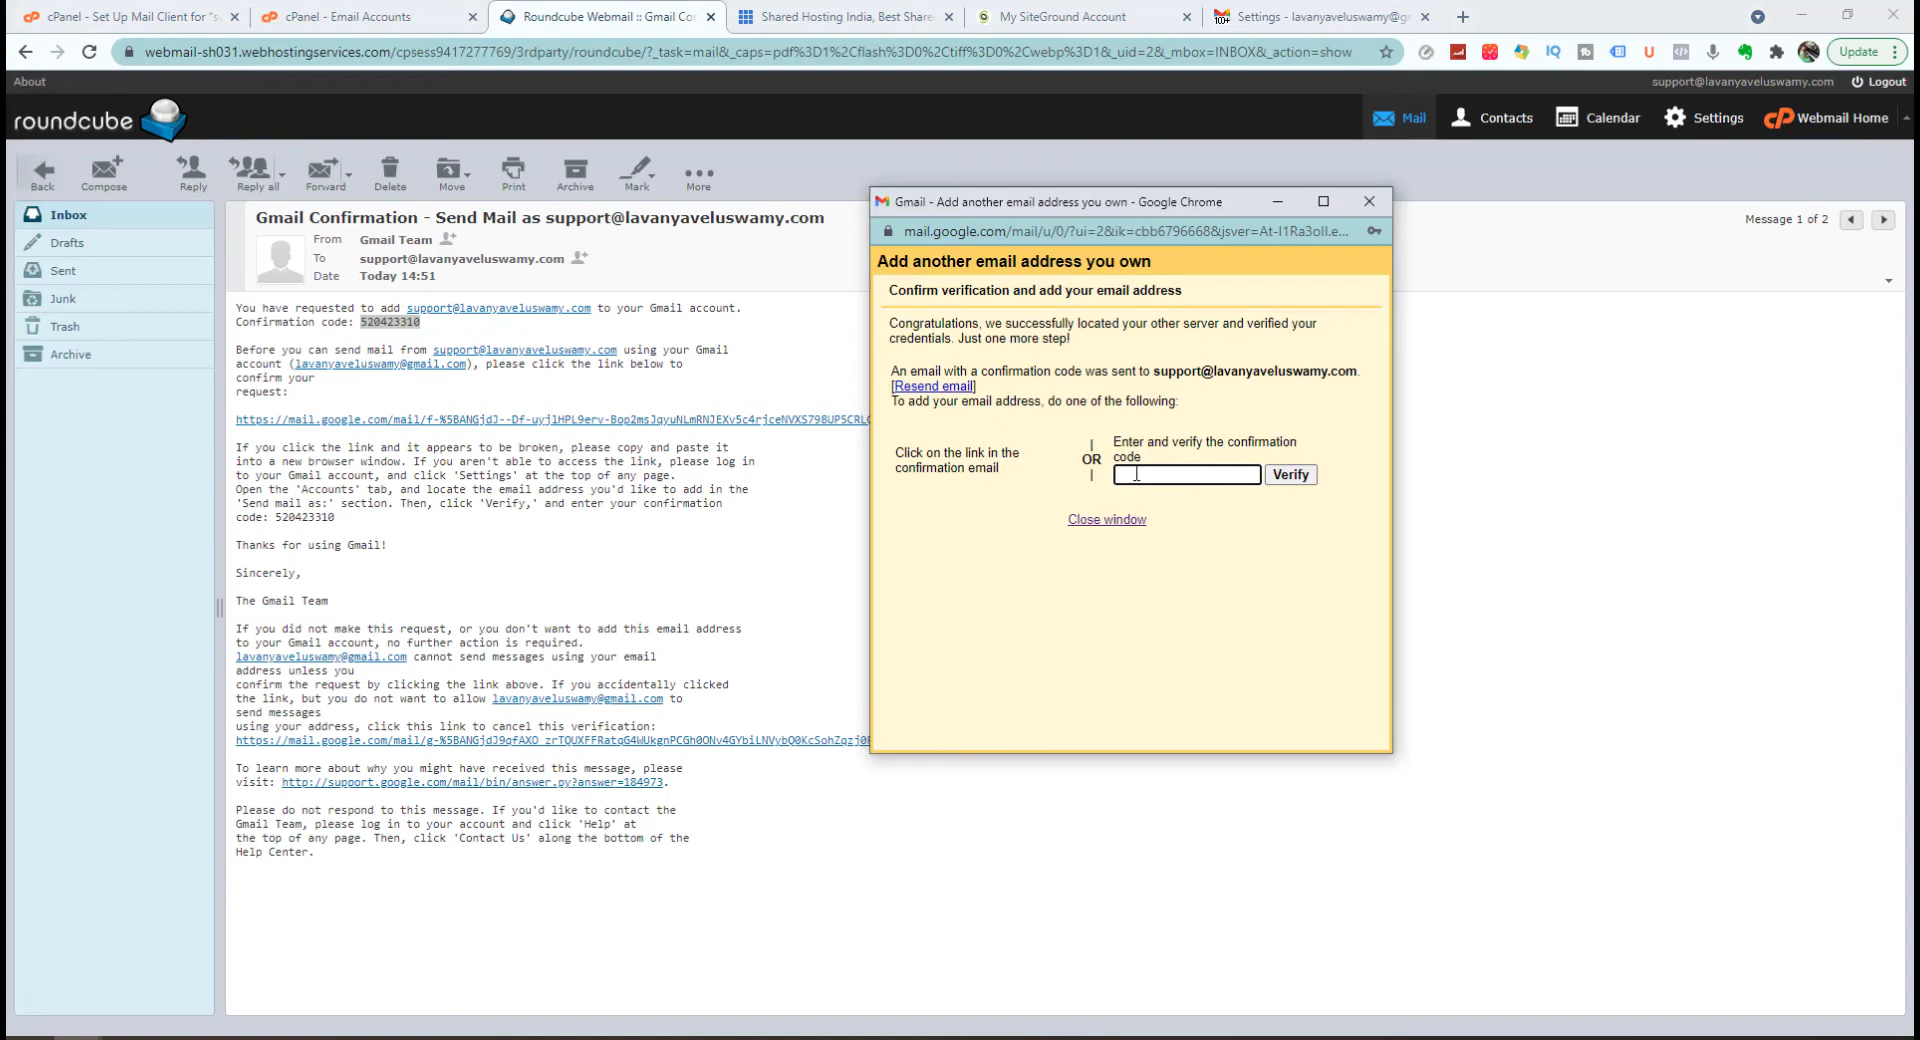 cPanel - Set Up Mail Client for "s
cPanel - Email Accounts
Roundcube Webmail :: Gmail Con
Shared Hosting India, Best Share
My SiteGround Account
Settings - lavanyaveluswamy@g
webmail-sh031.webhostingservices.com/cpsess9417277769/3rdparty/roundcube/?_task=mail&_caps=pdf%3D1%2Cflash%3D0%2Ctiff%3D0%2Cwebp%3D1&_uid=2&_mbox=INBOX&_action=show
Update
About
support@lavanyaveluswamy.com
Logout
roundcube
Mail
Contacts
Calendar
Settings
cP Webmail Home
Back
Compose
Reply
Reply all
Forward
Delete
Move
Print
Archive
Mark
More
Inbox
Drafts
Sent
Junk
Trash
Archive
Gmail Confirmation - Send Mail as support@lavanyaveluswamy.com
Message 1 of 2
From Gmail Team
To support@lavanyaveluswamy.com
Date Today 14:51
You have requested to add support@lavanyaveluswamy.com to your Gmail account.
Confirmation code: 520423310
Before you can send mail from support@lavanyaveluswamy.com using your Gmail
account (lavanyaveluswamy@gmail.com), please click the link below to
confirm your
request:
If you click the link and it appears to be broken, please copy and paste it
into a new browser window. If you aren't able to access the link, please log in
to your Gmail account, and click 'Settings' at the top of any page.
Open the 'Accounts' tab, and locate the email address you'd like to add in the
'Send mail as:' section. Then, click 'Verify,' and enter your confirmation
code: 520423310
Thanks for using Gmail!
Sincerely,
The Gmail Team
If you did not make this request, or you don't want to add this email address
to your Gmail account, no further action is required.
lavanyaveluswamy@gmail.com cannot send messages using your email
address unless you
confirm the request by clicking the link above. If you accidentally clicked
the link, but you do not want to allow lavanyaveluswamy@gmail.com to
send messages
using your address, click this link to cancel this verification:
To learn more about why you might have received this message, please
visit: http://support.google.com/mail/bin/answer.py?answer=184973.
Please do not respond to this message. If you'd like to contact the
Gmail Team, please log in to your account and click 'Help' at
the top of any page. Then, click 'Contact Us' along the bottom of the
Help Center.
Gmail - Add another email address you own - Google Chrome
mail.google.com/mail/u/0/?ui=2&ik=cbb6796668&jsver=At-I1Ra3oII.e...
Add another email address you own
Confirm verification and add your email address
Congratulations, we successfully located your other server and verified your
credentials. Just one more step!
An email with a confirmation code was sent to support@lavanyaveluswamy.com.
[Resend email]
To add your email address, do one of the following:
Click on the link in the
confirmation email
OR
Enter and verify the confirmation
code
Verify
Close window